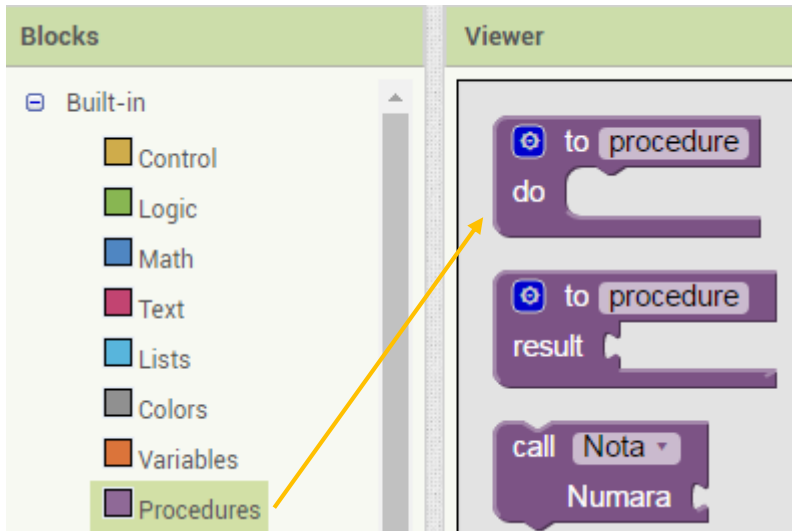 Blocks
Built-in
Control
Logic
Math
Text
Lists
Colors
Variables
Procedures
Viewer
to procedure
do
to procedure
result
call Nota
Numara